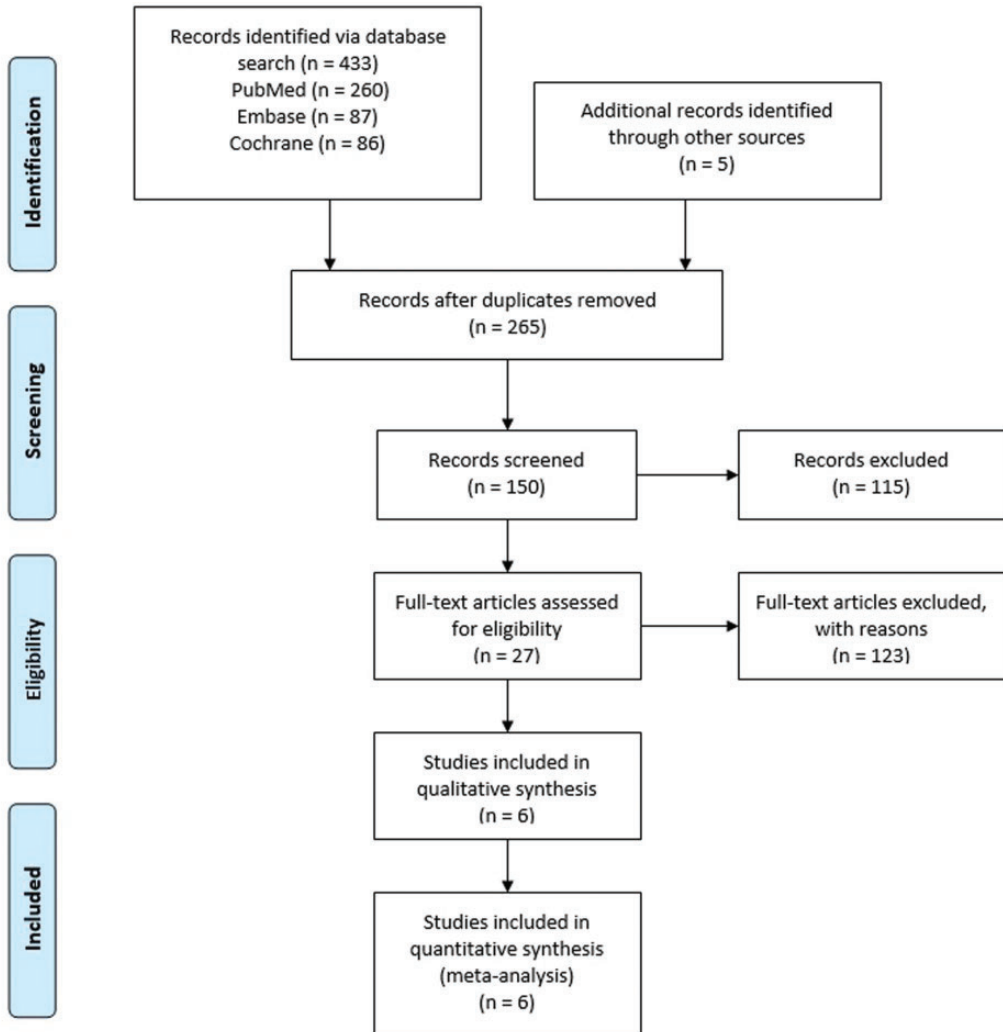 Identification
Records identified via database
search (n = 433)
PubMed (n = 260)
Embase (n = 87)
Cochrane (n = 86)
Additional records identified
through other sources
(n = 5)
Records after duplicates removed
(n = 265)
Screening
Records screened
(n = 150)
Records excluded
(n = 115)
Eligibility
Full-text articles assessed
for eligibility
(n = 27)
Full-text articles excluded,
with reasons
(n = 123)
Studies included in
qualitative synthesis
(n = 6)
Included
Studies included in
quantitative synthesis
(meta-analysis)
(n = 6)